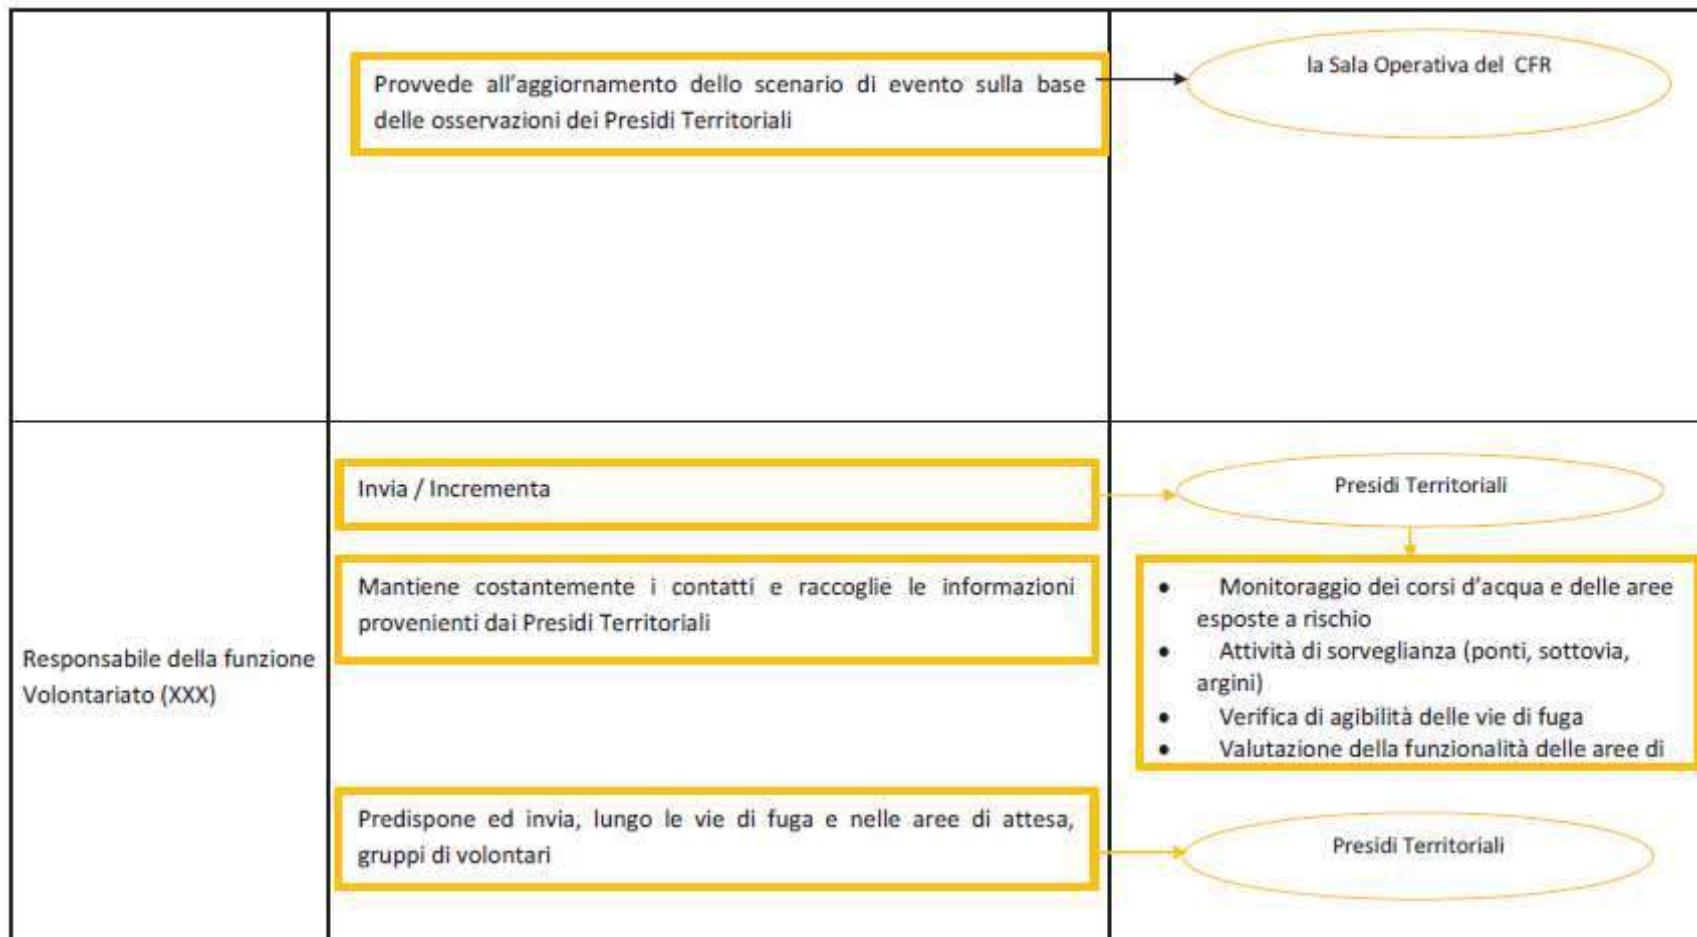 Provvede all'aggiornamento dello scenario di evento sulla base
delle osservazioni dei Presidi Territoriali
la Sala Operativa del CFR
Responsabile della funzione
Volontariato (XXX)
Invia / Incrementa
Presidi Territoriali
Mantiene costantemente i contatti e raccoglie le informazioni
provenienti dai Presidi Territoriali
• Monitoraggio dei corsi d'acqua e delle aree
esposte a rischio
• Attività di sorveglianza (ponti, sottovia,
argini)
• Verifica di agibilità delle vie di fuga
• Valutazione della funzionalità delle aree di
Predispone ed invia, lungo le vie di fuga e nelle aree di attesa,
gruppi di volontari
Presidi Territoriali